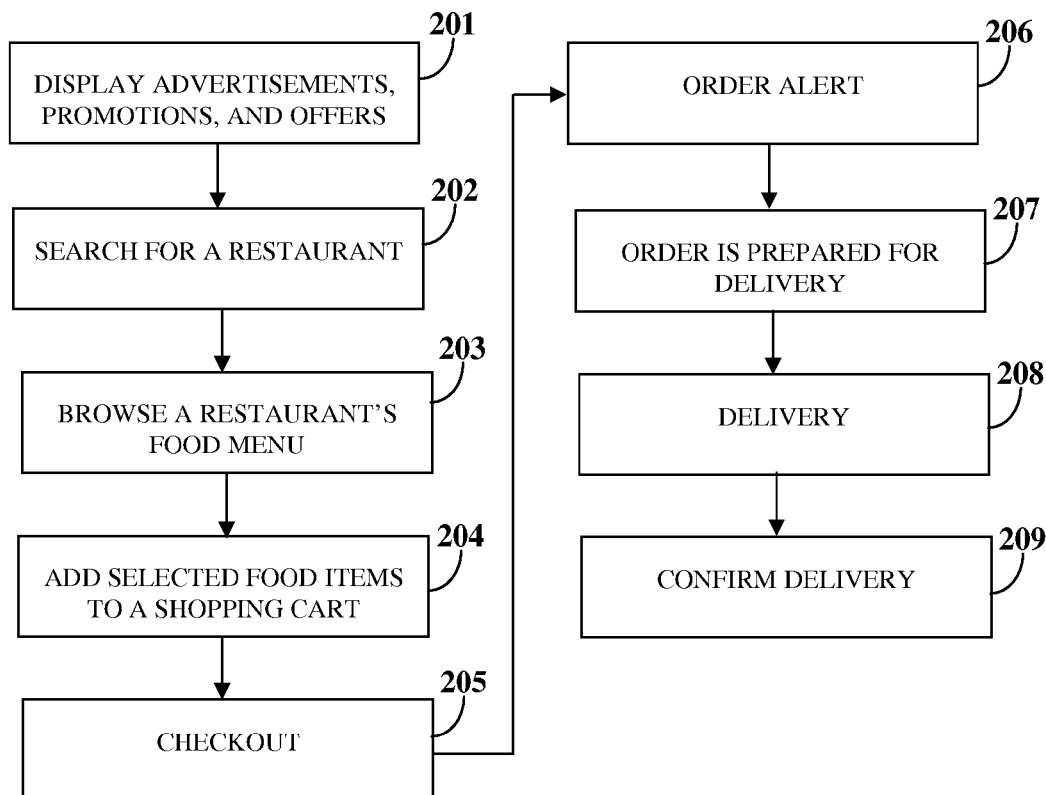 201
DISPLAY ADVERTISEMENTS,
PROMOTIONS, AND OFFERS
202
SEARCH FOR A RESTAURANT
203
BROWSE A RESTAURANT'S
FOOD MENU
204
ADD SELECTED FOOD ITEMS
TO A SHOPPING CART
205
CHECKOUT
206
ORDER ALERT
207
ORDER IS PREPARED FOR
DELIVERY
208
DELIVERY
209
CONFIRM DELIVERY